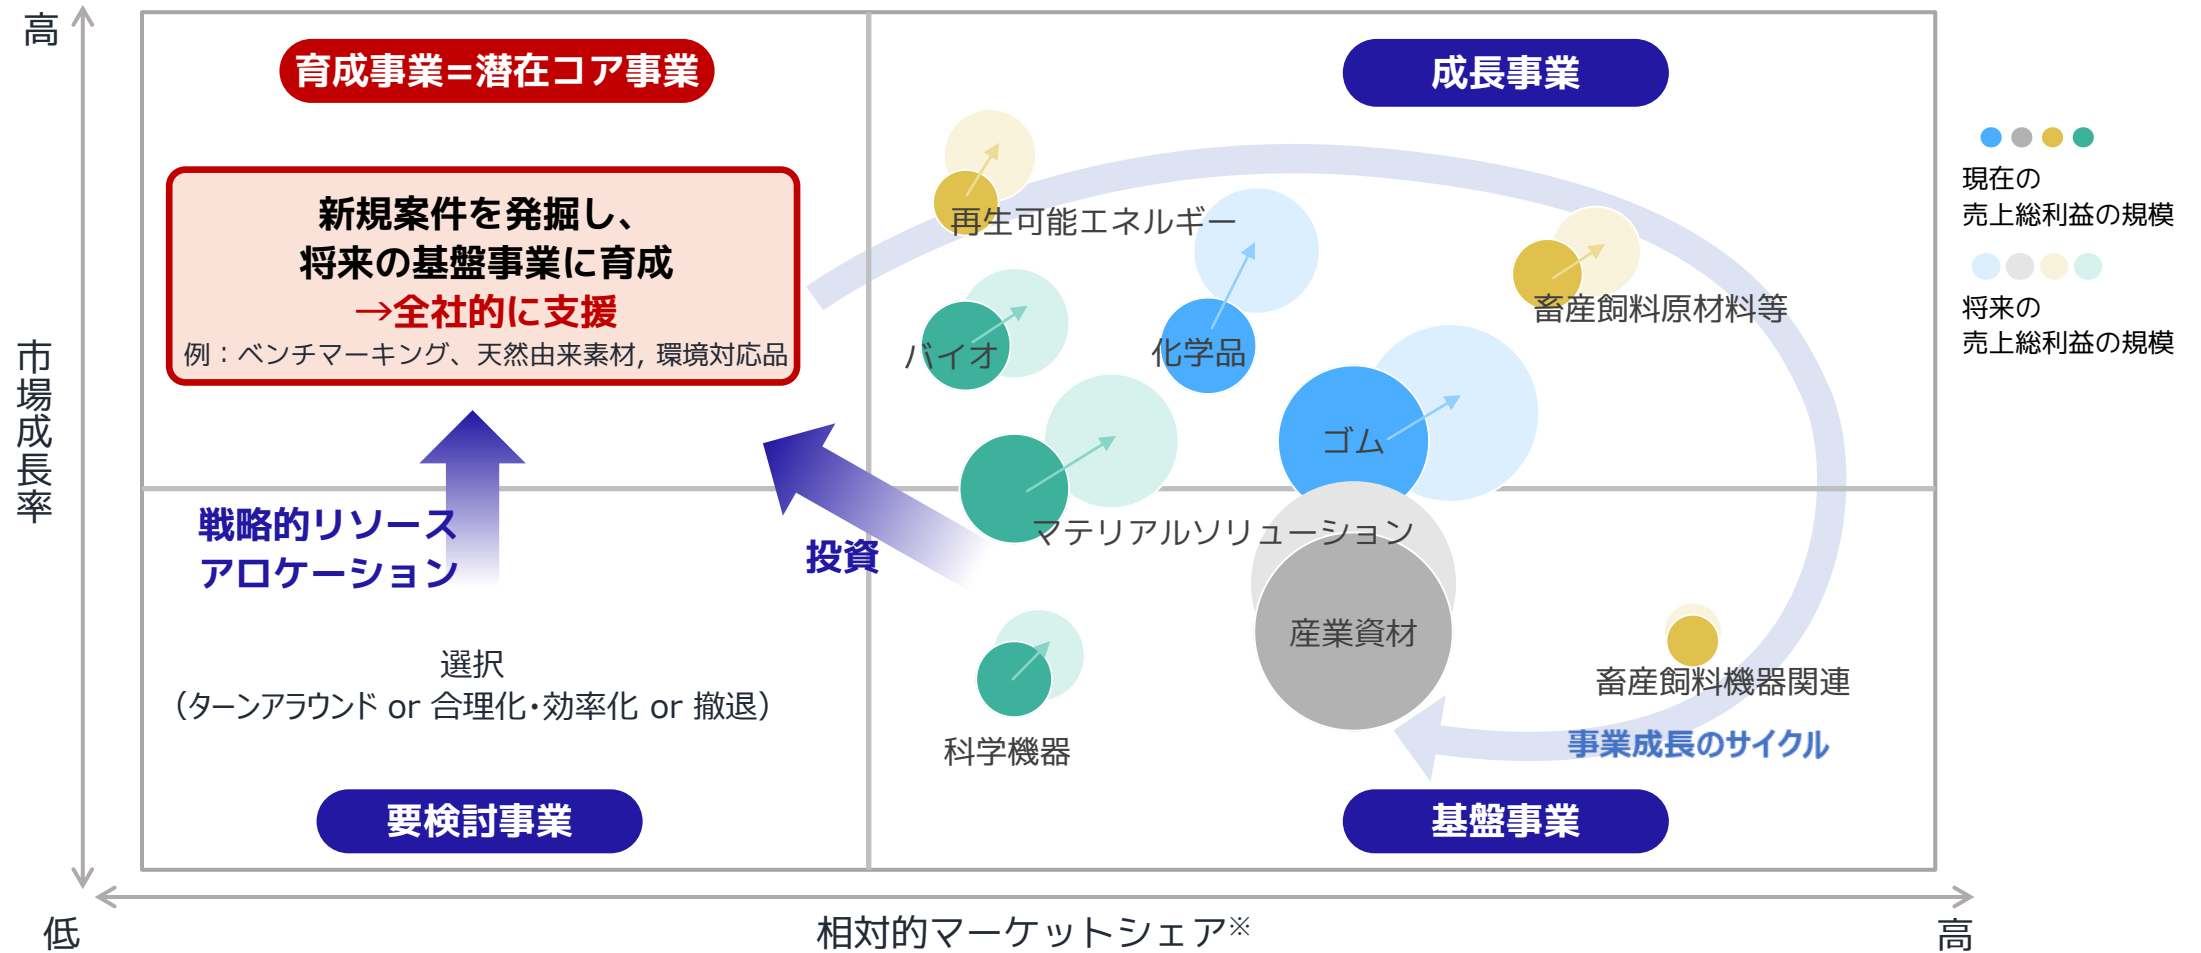 高
育成事業=潜在コア事業
成長事業
新規案件を発掘し、
将来の基盤事業に育成
→全社的に支援
例：ベンチマーキング、天然由来素材, 環境対応品
再生可能エネルギー
畜産飼料原材料等
バイオ
化学品
ゴム
マテリアルソリューション
現在の
売上総利益の規模
将来の
売上総利益の規模
市場成長率
戦略的リソース
アロケーション
投資
産業資材
選択
（ターンアラウンド or 合理化・効率化 or 撤退）
科学機器
畜産飼料機器関連
事業成長のサイクル
要検討事業
基盤事業
低
相対的マーケットシェア※
高